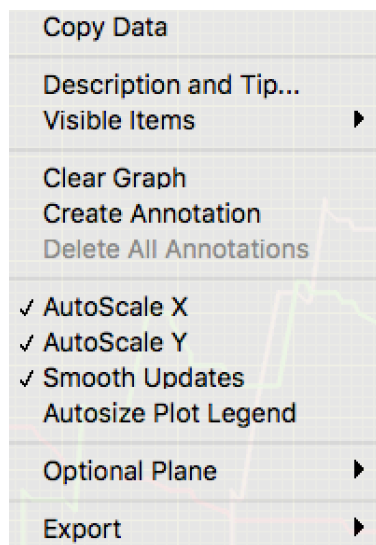 Copy Data
Description and Tip...
Visible Items
Clear Graph
Create Annotation
Delete All Annotations
✓ AutoScale X
✓ AutoScale Y
✓ Smooth Updates
Autosize Plot Legend
Optional Plane
Export